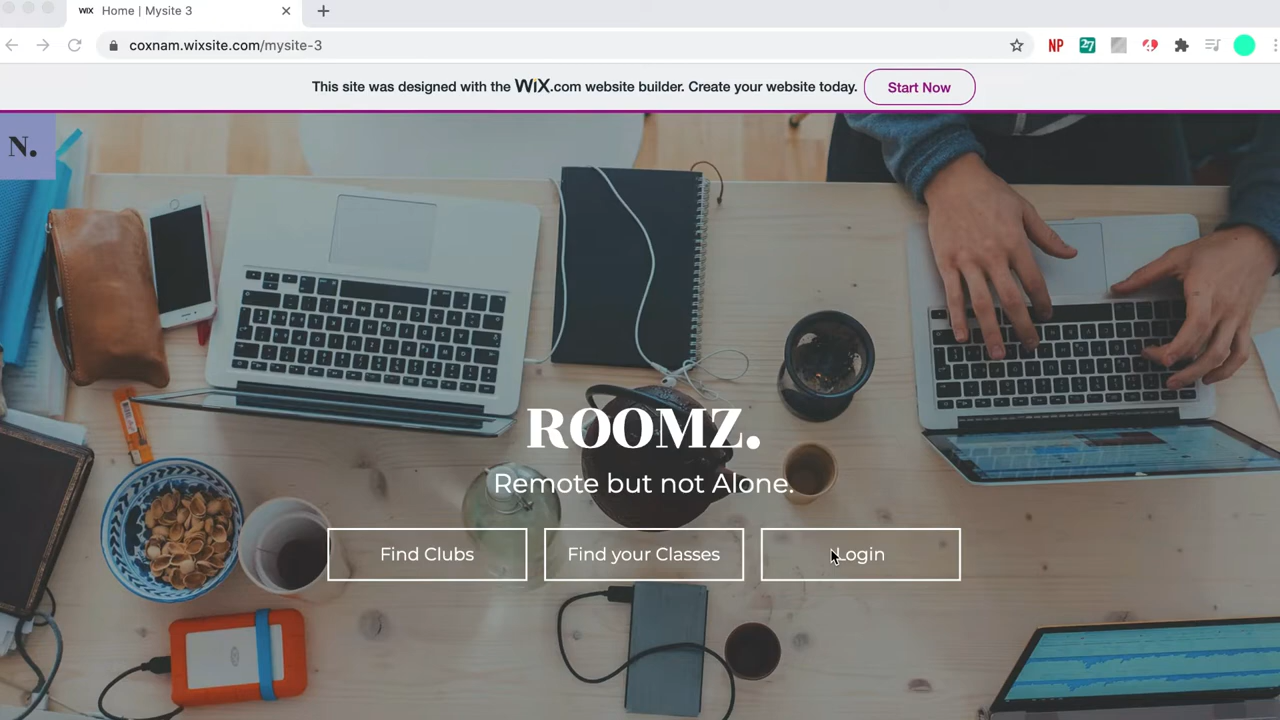 WIX Home | Mysite 3
coxnam.wixsite.com/mysite-3
NP 27
This site was designed with the WIX.com website builder. Create your website today. Start Now
N.
ROOMZ.
Remote but not Alone.
Find Clubs Find your Classes Login